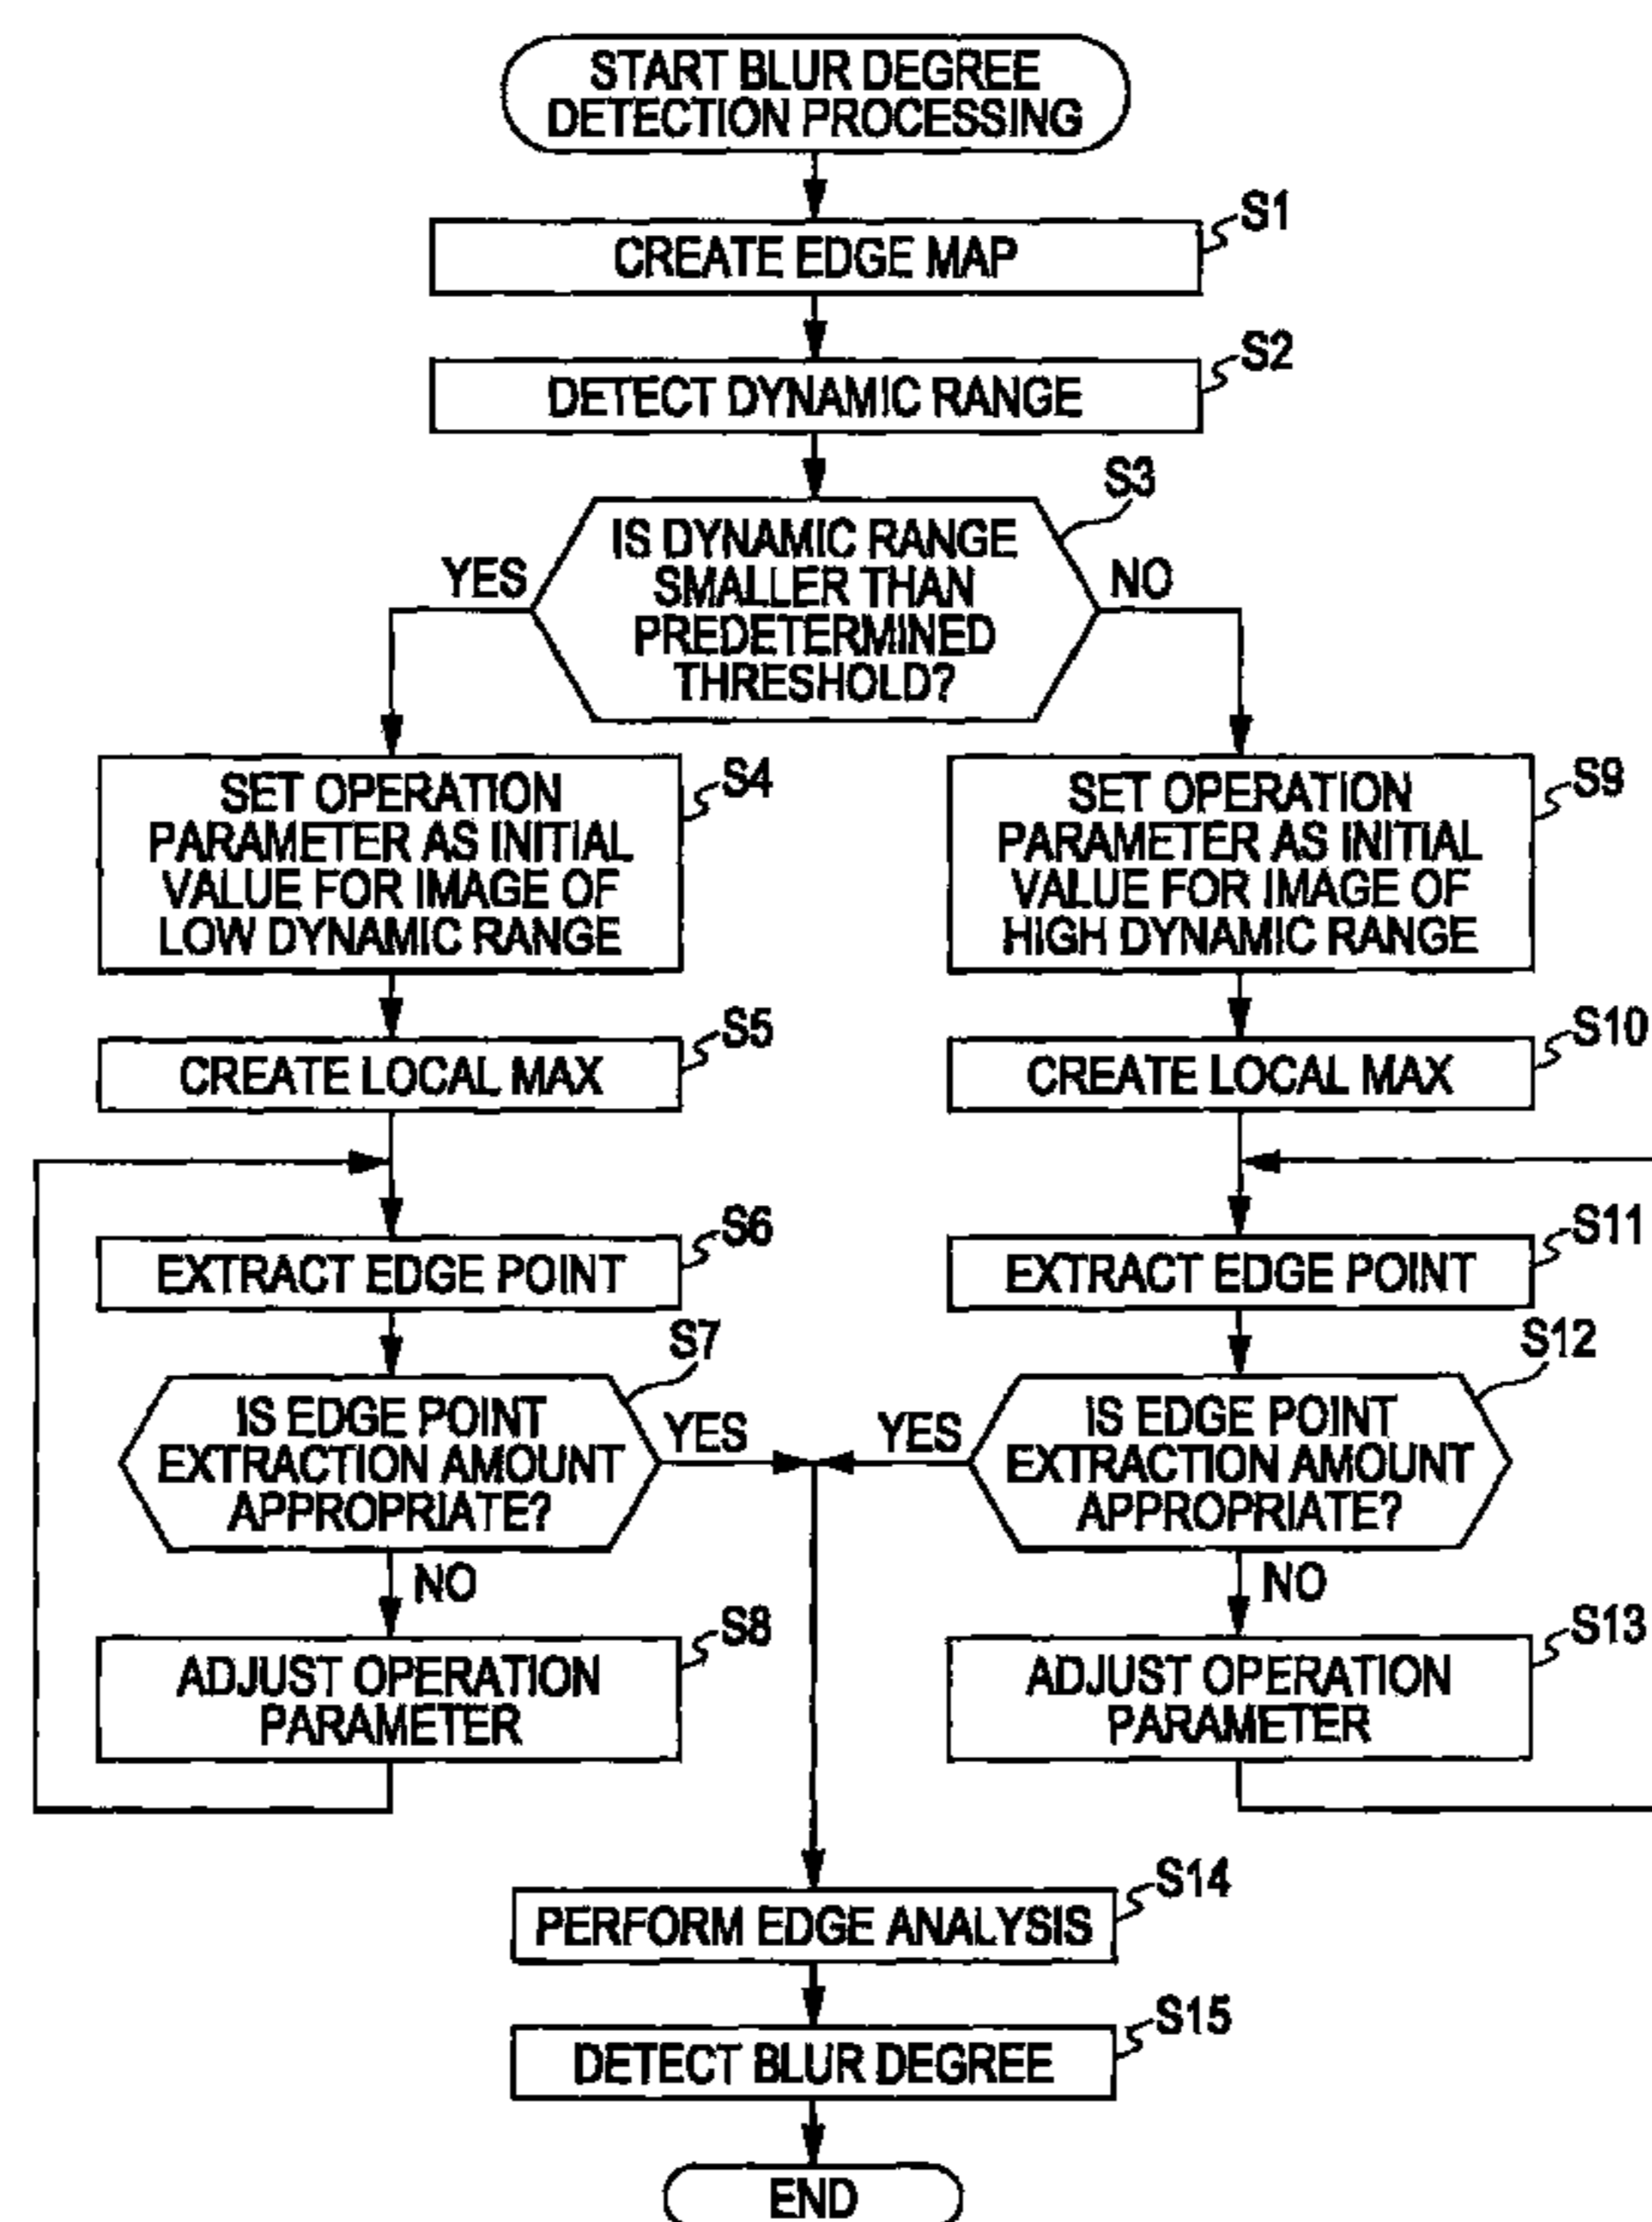 START BLUR DEGREE
DETECTION PROCESSING
S1
CREATE EDGE MAP
S2
DETECT DYNAMIC RANGE
S3
IS DYNAMIC RANGE
SMALLER THAN
PREDETERMINED
THRESHOLD?
YES
NO
S4
SET OPERATION
PARAMETER AS INITIAL
VALUE FOR IMAGE OF
LOW DYNAMIC RANGE
S9
SET OPERATION
PARAMETER AS INITIAL
VALUE FOR IMAGE OF
HIGH DYNAMIC RANGE
S5
CREATE LOCAL MAX
S10
CREATE LOCAL MAX
S6
EXTRACT EDGE POINT
S11
EXTRACT EDGE POINT
S7
IS EDGE POINT
EXTRACTION AMOUNT
APPROPRIATE?
YES
NO
S12
IS EDGE POINT
EXTRACTION AMOUNT
APPROPRIATE?
YES
NO
S8
ADJUST OPERATION
PARAMETER
S13
ADJUST OPERATION
PARAMETER
S14
PERFORM EDGE ANALYSIS
S15
DETECT BLUR DEGREE
END